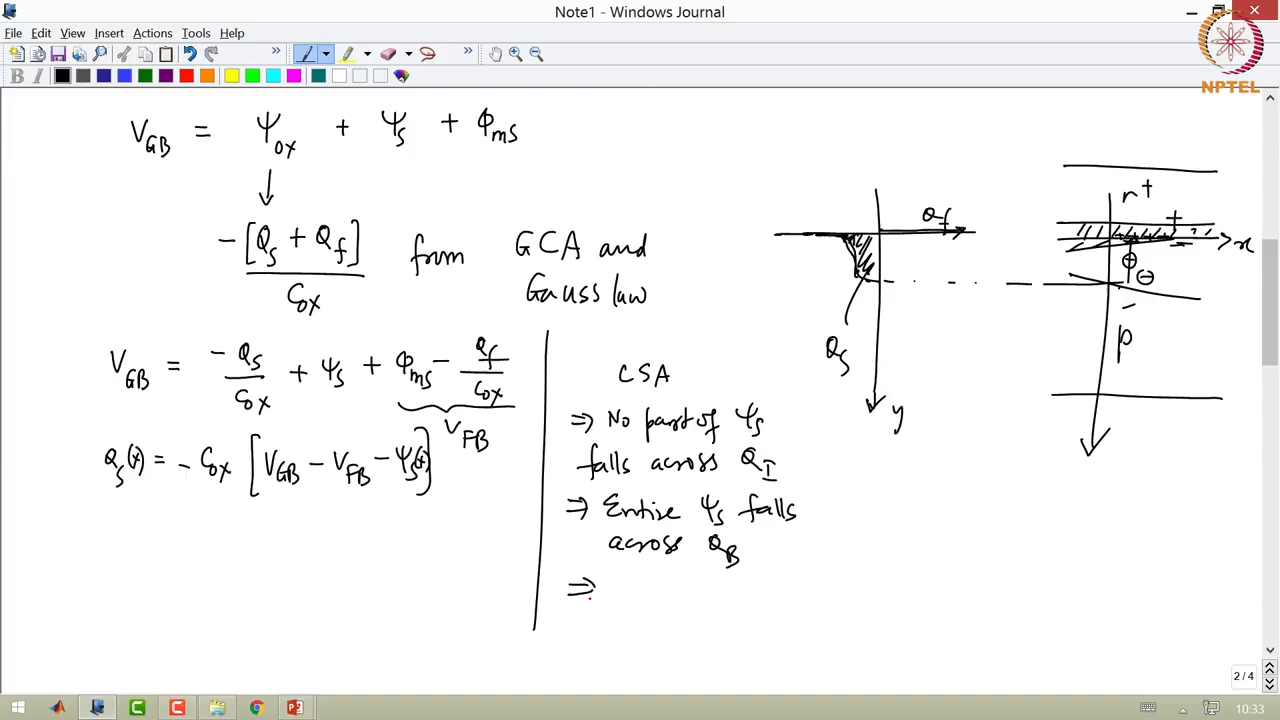 Note1 - Windows Journal
File Edit View Insert Actions Tools Help
NPTEL
V_GB = Ψ_ox + Ψ_s + Φ_ms
- [Q_s + Q_f] / C_ox from GCA and
Gauss law
V_GB = - Q_s / C_ox + Ψ_s + Φ_ms - Q_f / C_ox
V_FB
Q_s(x) = - C_ox [V_GB - V_FB - Ψ_s(x)]
CSA
⇒ No part of Ψ_s
falls across Q_I
⇒ Entire Ψ_s falls
across Q_B
⇒
Q_f
Q_s
y
n+
+
x
⊕
⊖
-
p
2 / 4
10:33